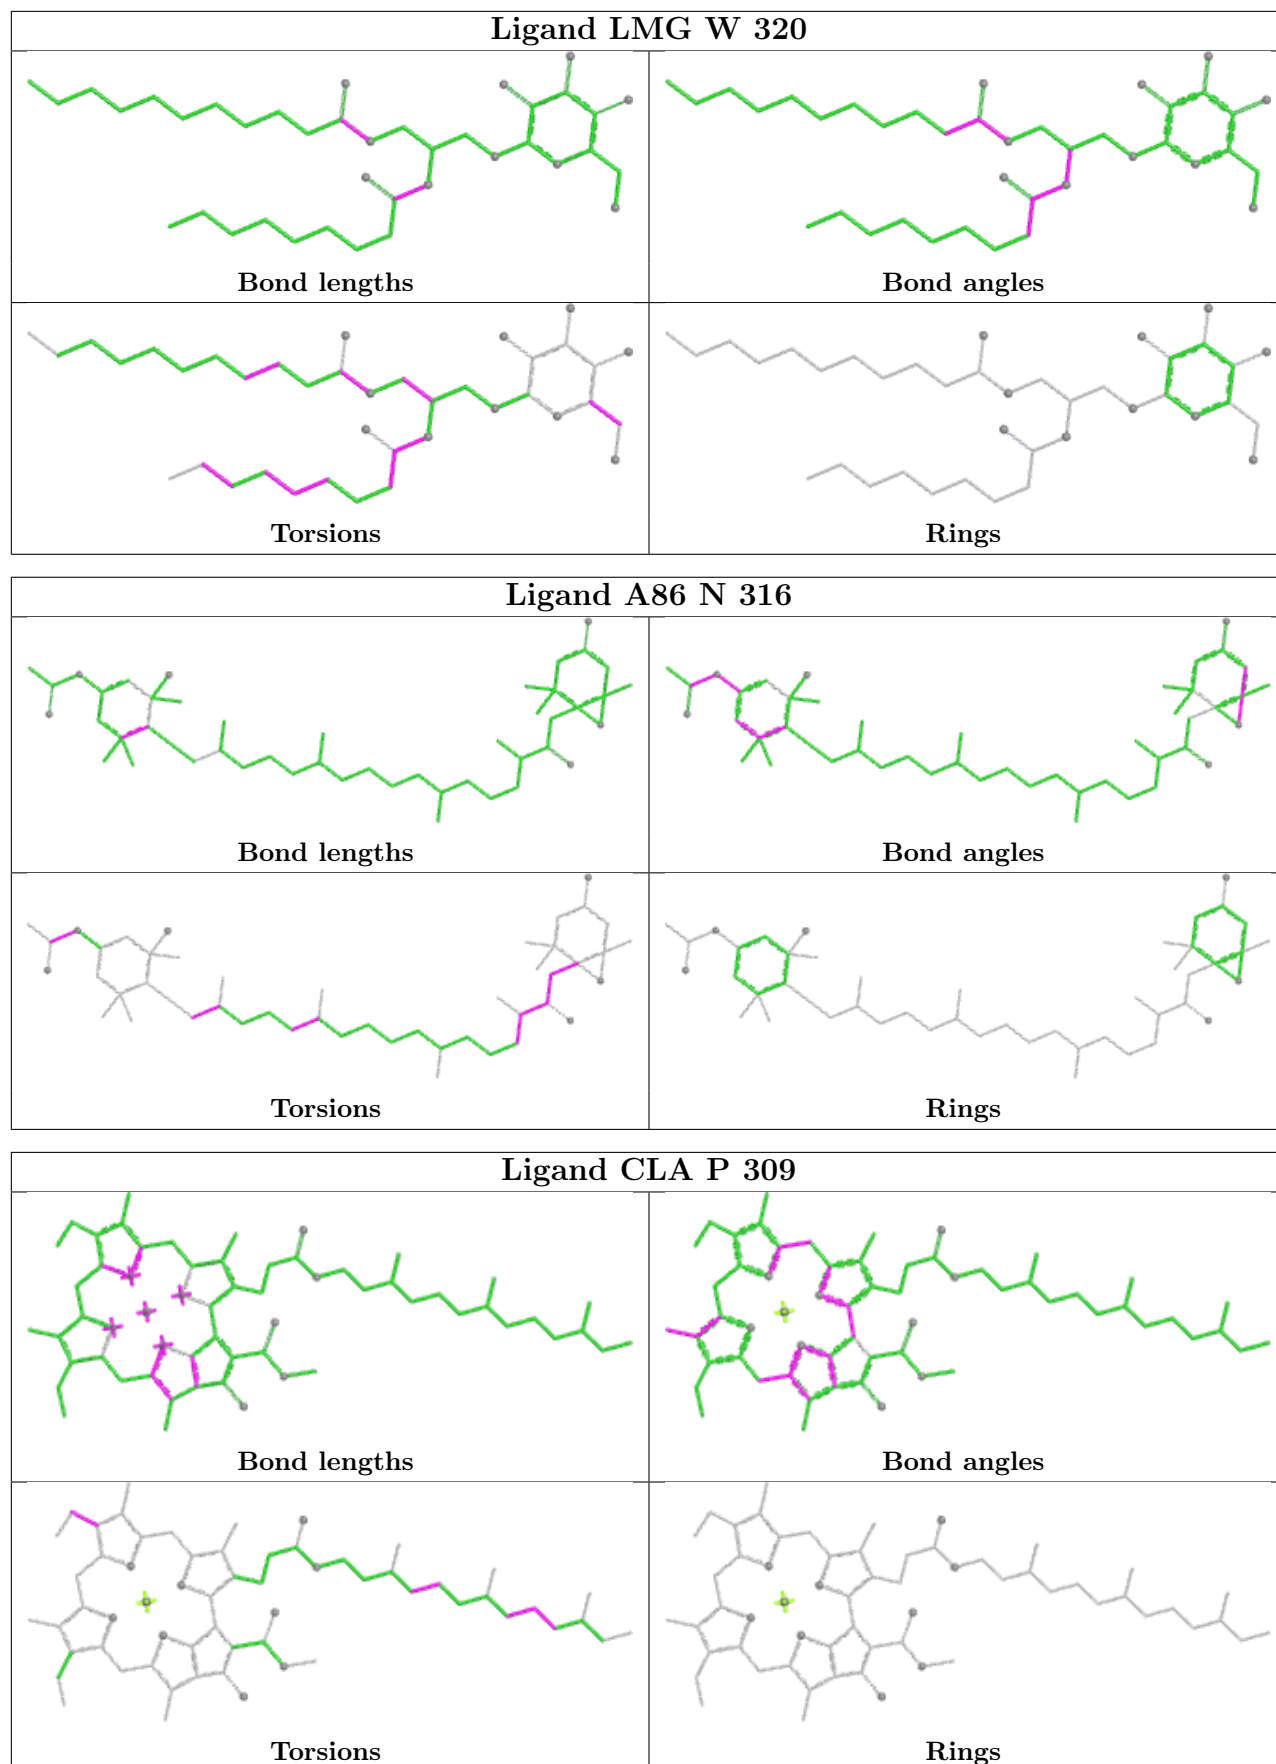 Ligand LMG W 320
Bond lengths
Bond angles
Torsions
Rings
Ligand A86 N 316
Bond lengths
Bond angles
Torsions
Rings
Ligand CLA P 309
Bond lengths
Bond angles
Torsions
Rings